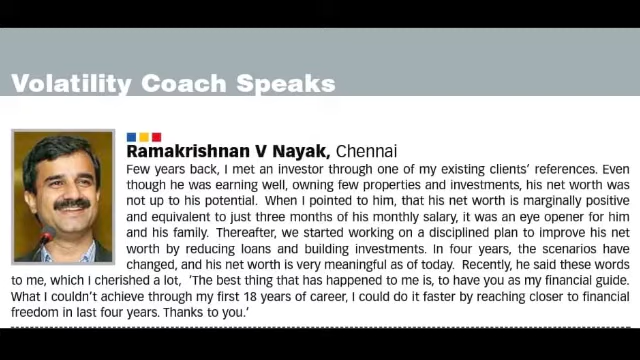 Volatility Coach Speaks
Ramakrishnan V Nayak, Chennai
Few years back, I met an investor through one of my existing clients' references. Even
though he was earning well, owning few properties and investments, his net worth was
not up to his potential. When I pointed to him, that his net worth is marginally positive
and equivalent to just three months of his monthly salary, it was an eye opener for him
and his family. Thereafter, we started working on a disciplined plan to improve his net
worth by reducing loans and building investments. In four years, the scenarios have
changed, and his net worth is very meaningful as of today. Recently, he said these words
to me, which I cherished a lot, 'The best thing that has happened to me is, to have you as my financial guide.
What I couldn't achieve through my first 18 years of career, I could do it faster by reaching closer to financial
freedom in last four years. Thanks to you.'